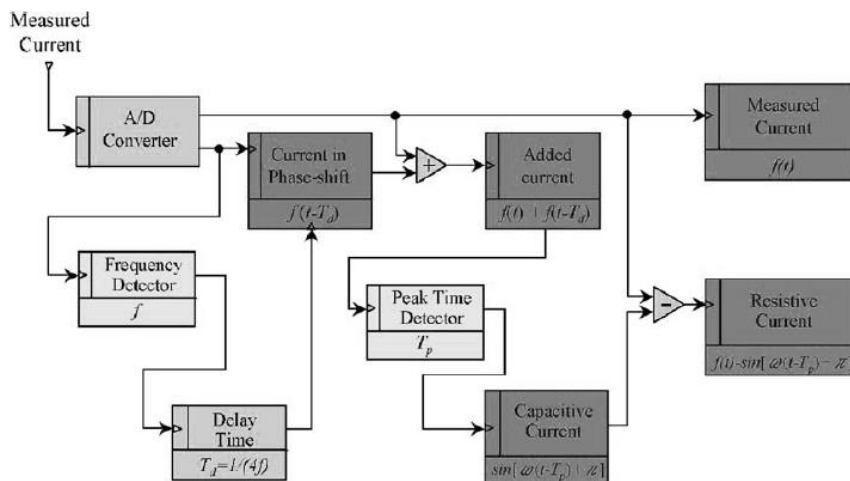 Measured
Current
A/D
Converter
Current in
Phase-shift
f(t-T_d)
+
Added
current
f(t) + f(t-T_d)
Measured
Current
f(t)
Frequency
Detector
f
Peak Time
Detector
T_p
−
Resistive
Current
f(t)-sin[ω(t-T_p)−π]
Delay
Time
T_d=1/(4f)
Capacitive
Current
sin[ω(t-T_p)+π]